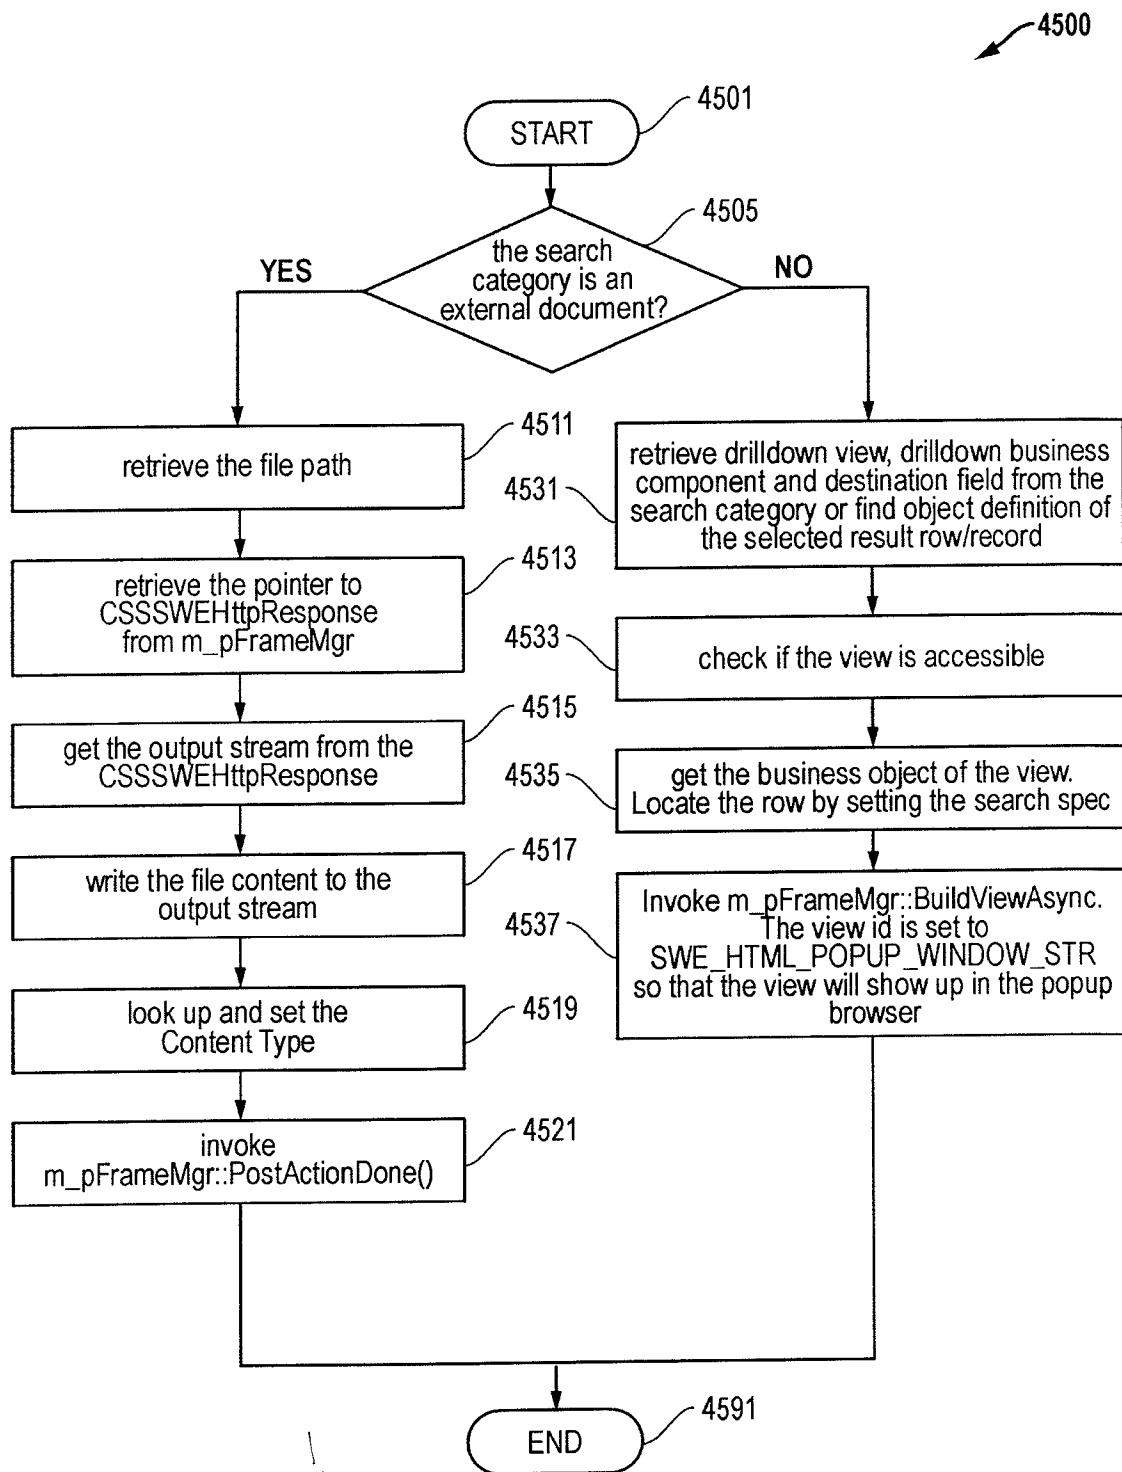 4500
START
4501
the search
category is an
external document?
4505
YES
NO
retrieve the file path
4511
retrieve the pointer to
CSSSWEHttpResponse
from m_pFrameMgr
4513
get the output stream from the
CSSSWEHttpResponse
4515
write the file content to the
output stream
4517
look up and set the
Content Type
4519
invoke
m_pFrameMgr::PostActionDone()
4521
retrieve drilldown view, drilldown business
component and destination field from the
search category or find object definition of
the selected result row/record
4531
check if the view is accessible
4533
get the business object of the view.
Locate the row by setting the search spec
4535
Invoke m_pFrameMgr::BuildViewAsync.
The view id is set to
SWE_HTML_POPUP_WINDOW_STR
so that the view will show up in the popup
browser
4537
END
4591